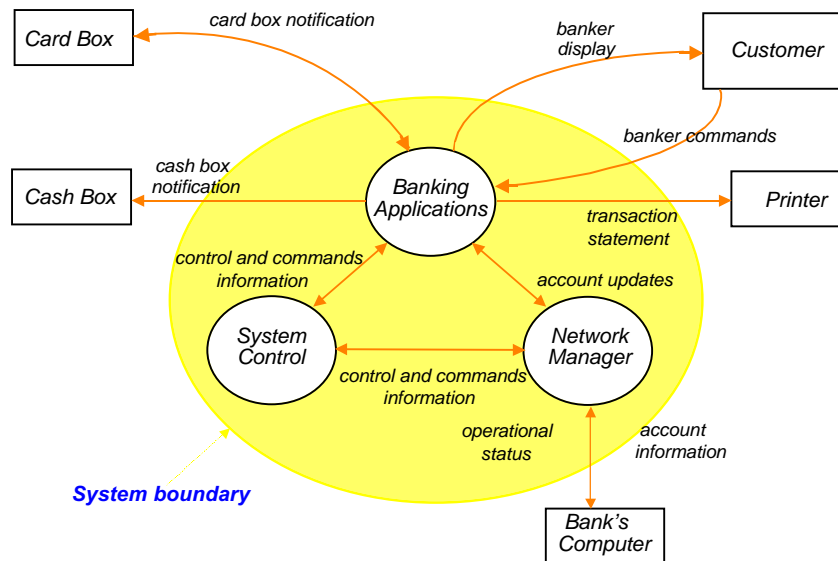 card box notification
Card Box
banker
display
Customer
banker commands
cash box
notification
Cash Box
Banking
Applications
Printer
transaction
statement
control and commands
information
account updates
System
Control
Network
Manager
control and commands
information
operational
status
account
information
System boundary
Bank's
Computer